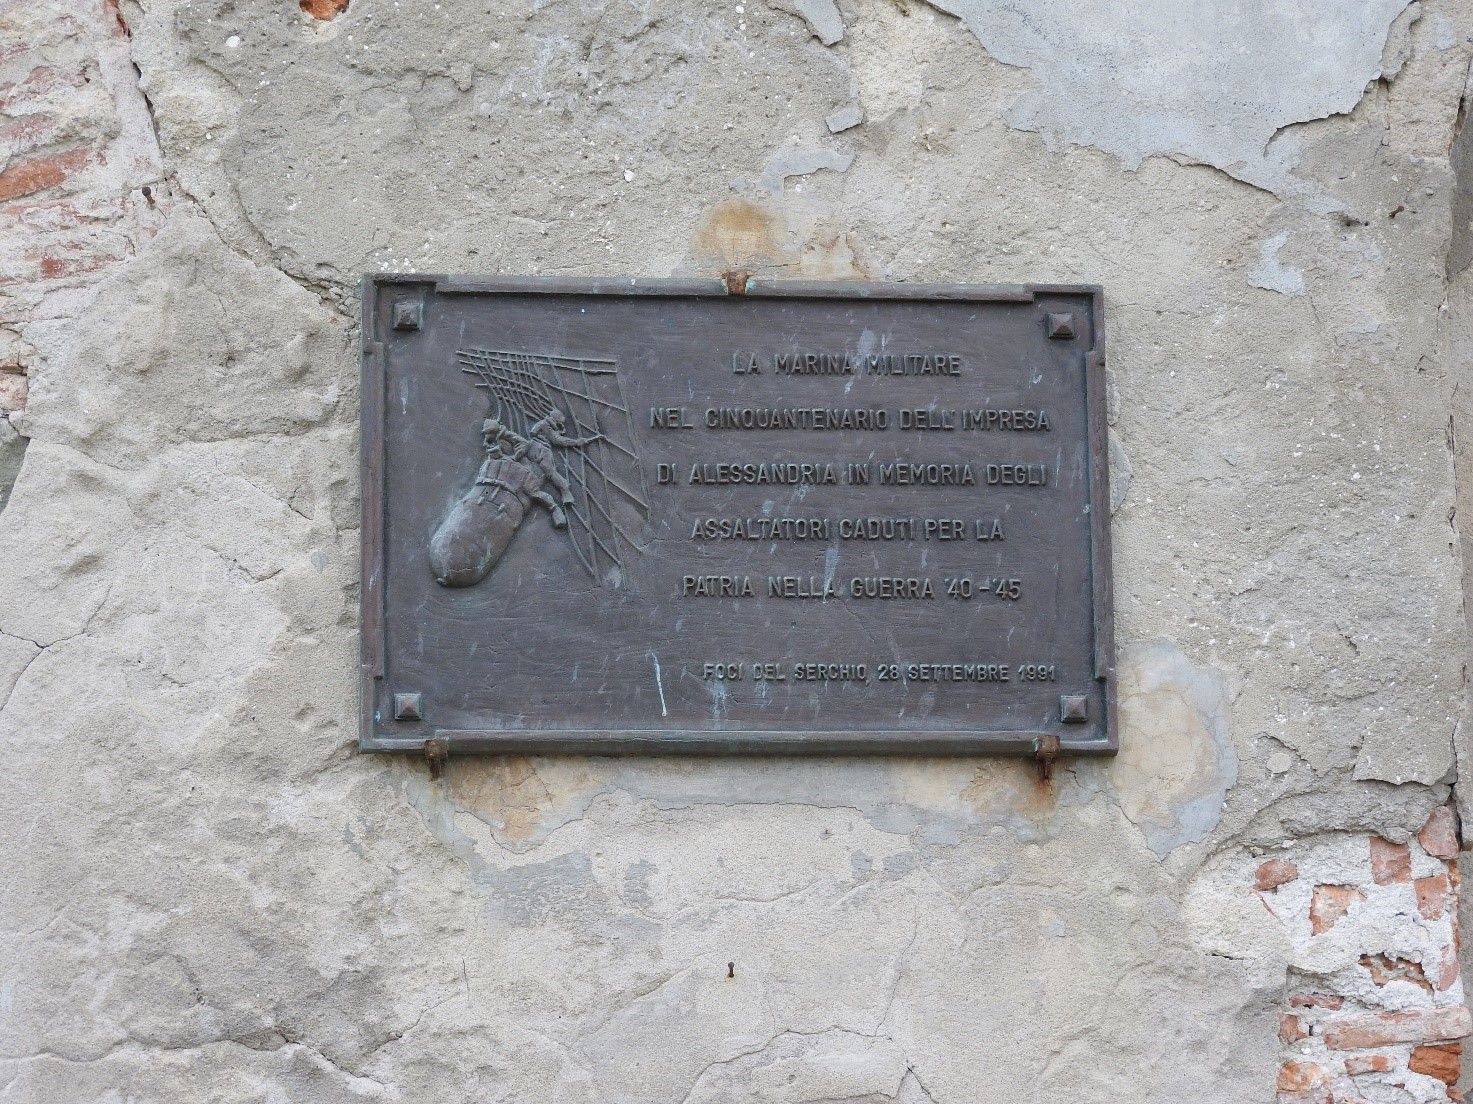 LA MARINA MILITARE
NEL CINQUANTENARIO DELL'IMPRESA
DI ALESSANDRIA IN MEMORIA DEGLI
ASSALTATORI CADUTI PER LA
PATRIA NELLA GUERRA '40-'45
FOCI DEL SERCHIO, 28 SETTEMBRE 1991